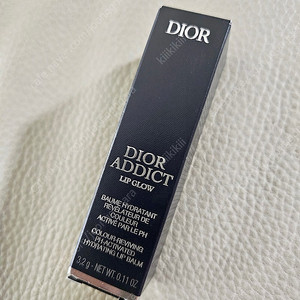 DIOR
DIOR
ADDICT
LIP GLOW
BAUME HYDRATANT
RÉVÉLATEUR DE
COULEUR
ACTIVÉ PAR LE PH
COLOUR-REVIVING
PH-ACTIVATED
HYDRATING LIP BALM
3.2 g - NET WT. 0.11 OZ